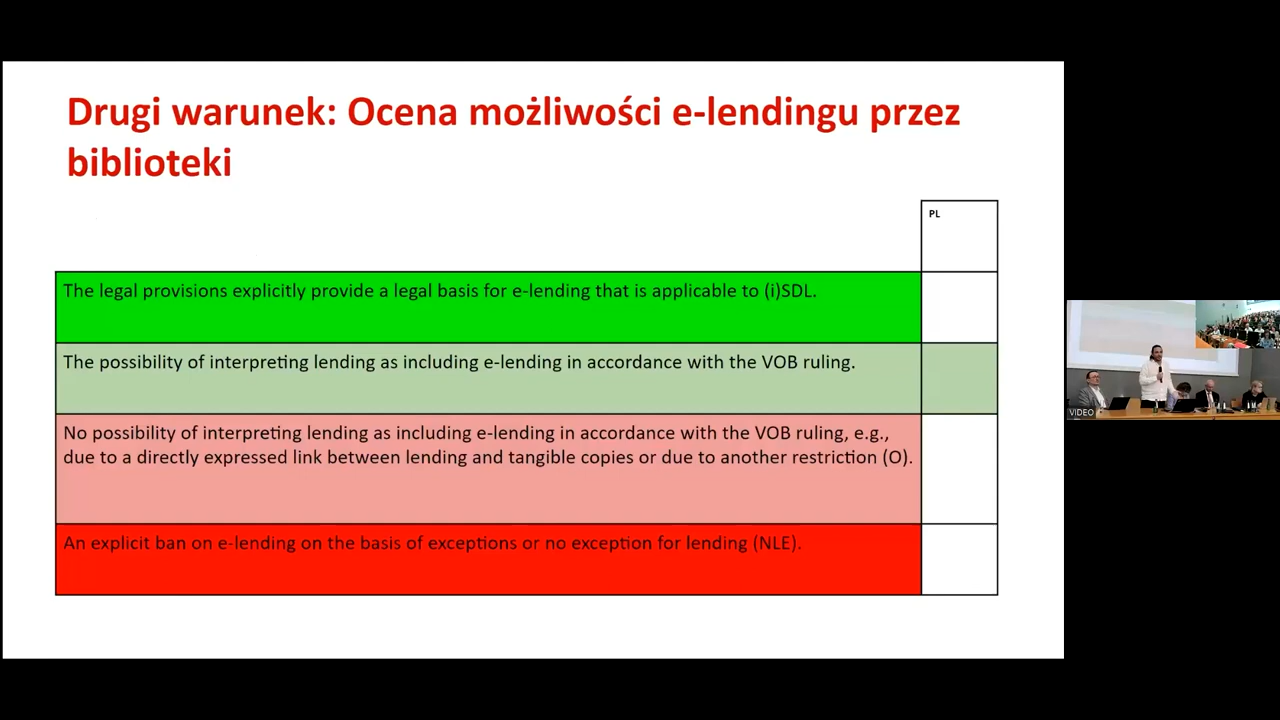 Drugi warunek: Ocena możliwości e-lendingu przez
biblioteki
PL
The legal provisions explicitly provide a legal basis for e-lending that is applicable to (i)SDL.
The possibility of interpreting lending as including e-lending in accordance with the VOB ruling.
No possibility of interpreting lending as including e-lending in accordance with the VOB ruling, e.g.,
due to a directly expressed link between lending and tangible copies or due to another restriction (O).
An explicit ban on e-lending on the basis of exceptions or no exception for lending (NLE).
VIDEO